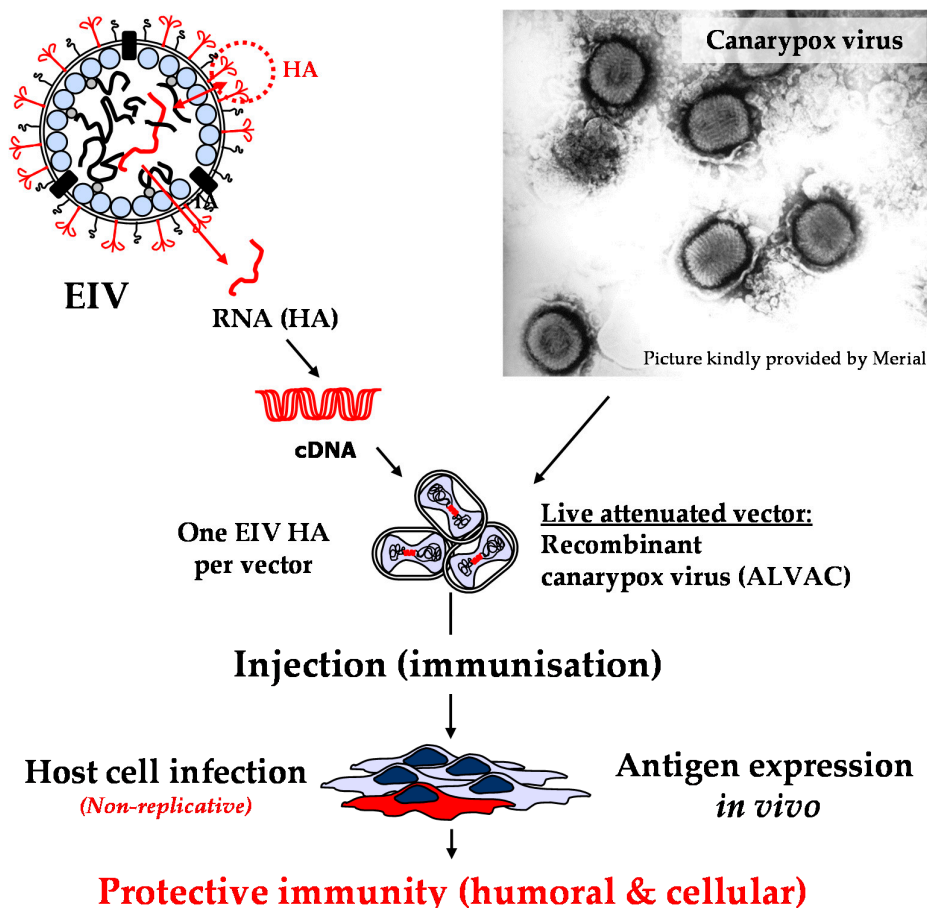 HA
Canarypox virus
EIV
RNA (HA)
Picture kindly provided by Merial
cDNA
One EIV HA
per vector
Live attenuated vector:
Recombinant
canarypox virus (ALVAC)
Injection (immunisation)
Host cell infection
(Non-replicative)
Antigen expression
in vivo
Protective immunity (humoral & cellular)